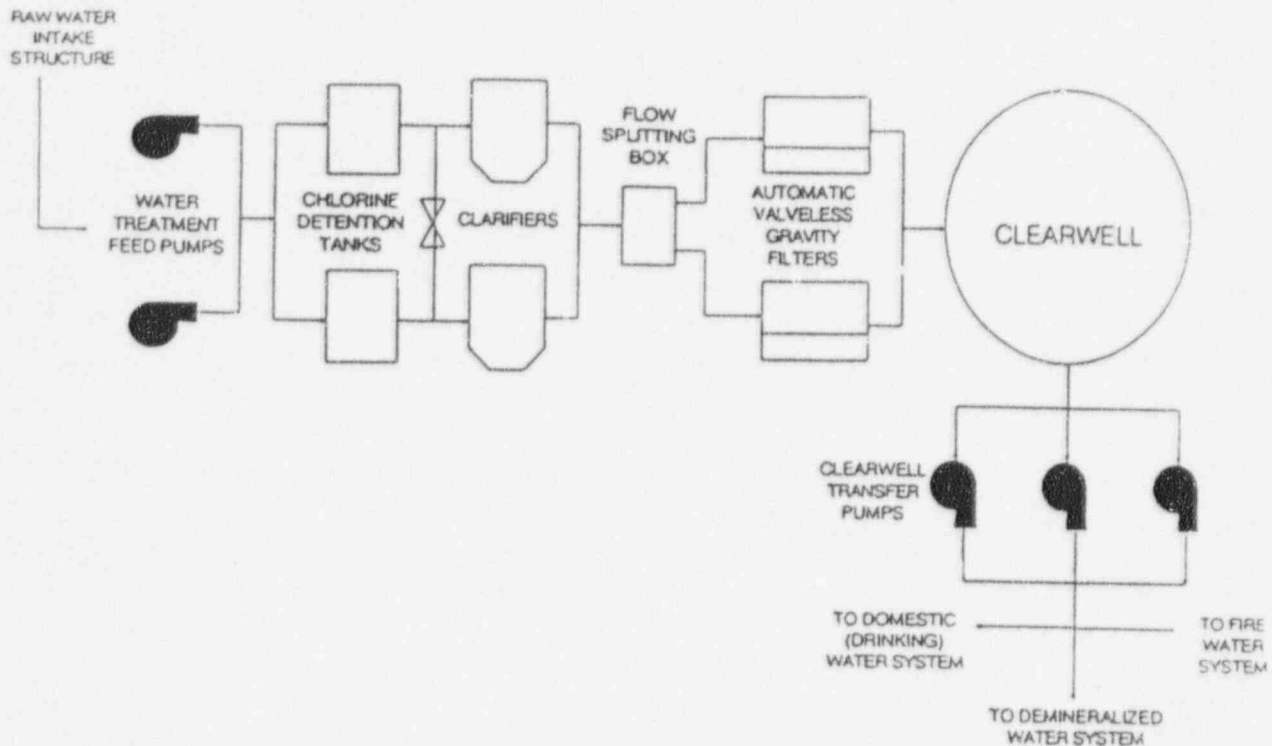 RAW WATER
INTAKE
STRUCTURE
WATER
TREATMENT
FEED PUMPS
CHLORINE
DETENTION
TANKS
CLARIFIERS
FLOW
SPLITTING
BOX
AUTOMATIC
VALVELESS
GRAVITY
FILTERS
CLEARWELL
CLEARWELL
TRANSFER
PUMPS
TO DOMESTIC
(DRINKING)
WATER SYSTEM
TO FIRE
WATER
SYSTEM
TO DEMINERALIZED
WATER SYSTEM